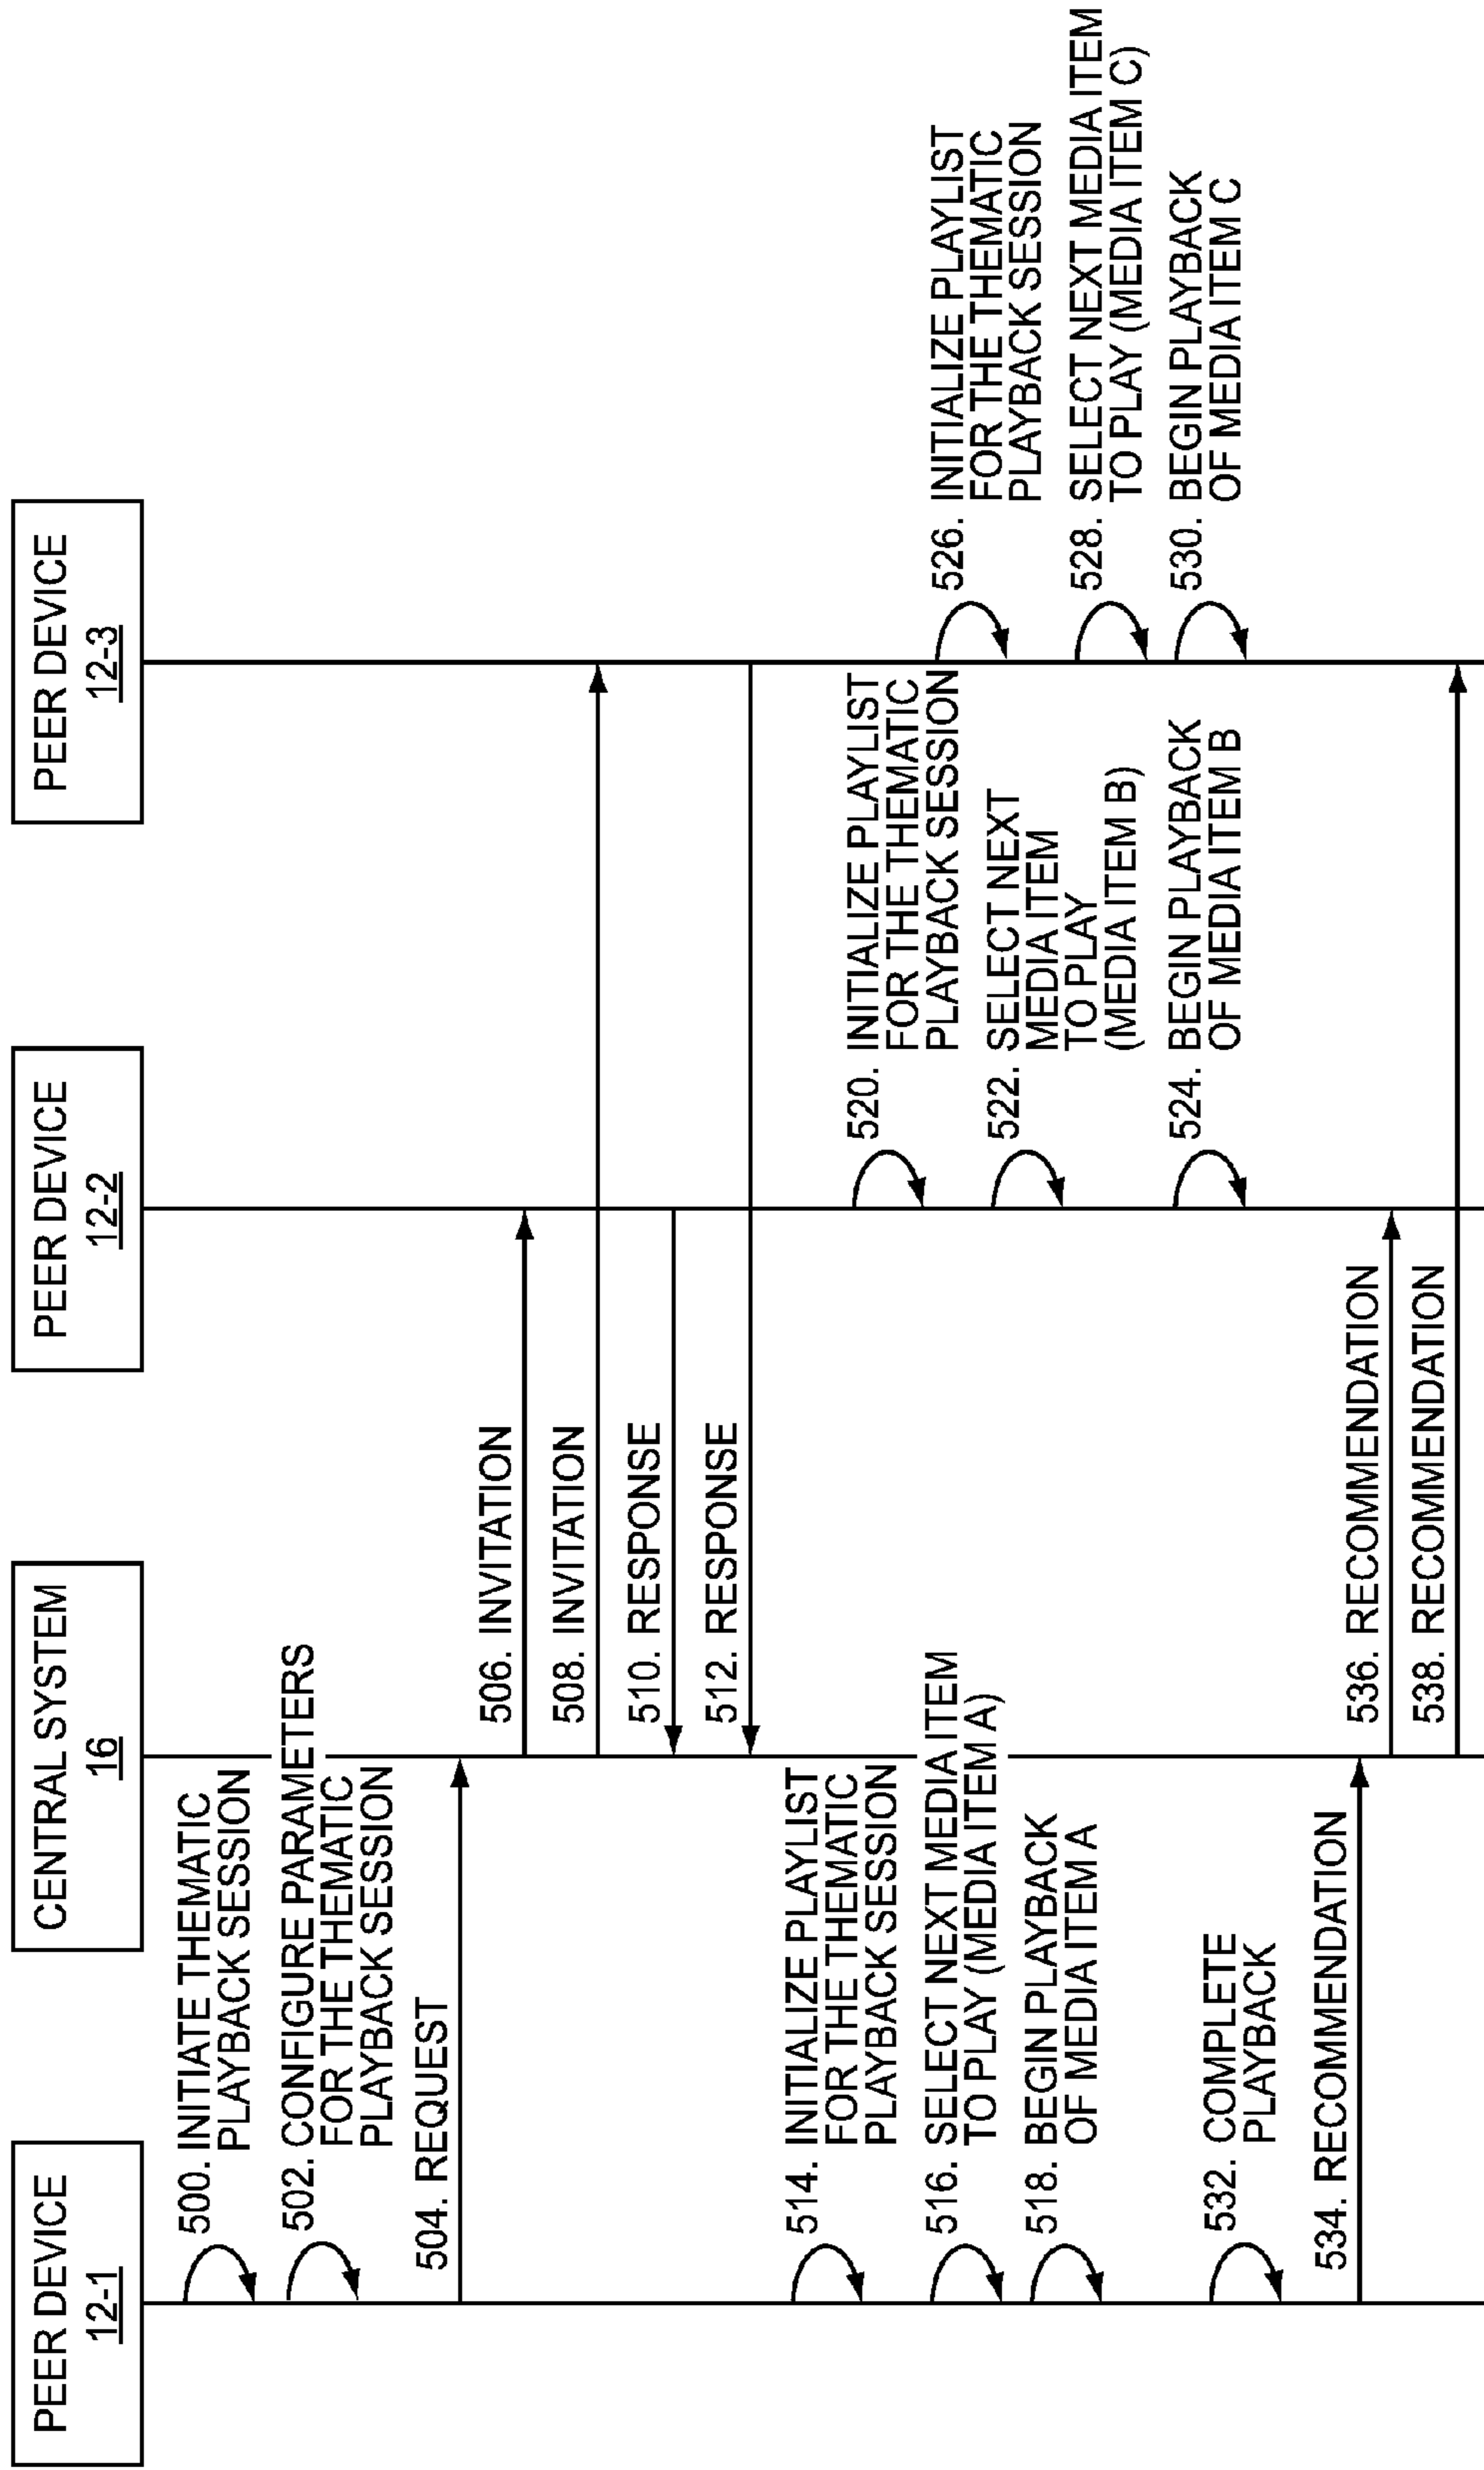 PEER DEVICE
12-1
CENTRAL SYSTEM
16
PEER DEVICE
12-2
PEER DEVICE
12-3
500. INITIATE THEMATIC
PLAYBACK SESSION
502. CONFIGURE PARAMETERS
FOR THE THEMATIC
PLAYBACK SESSION
504. REQUEST
506. INVITATION
508. INVITATION
510. RESPONSE
512. RESPONSE
514. INITIALIZE PLAYLIST
FOR THE THEMATIC
PLAYBACK SESSION
516. SELECT NEXT MEDIA ITEM
TO PLAY (MEDIA ITEM A)
518. BEGIN PLAYBACK
OF MEDIA ITEM A
520. INITIALIZE PLAYLIST
FOR THE THEMATIC
PLAYBACK SESSION
522. SELECT NEXT
MEDIA ITEM
TO PLAY
(MEDIA ITEM B)
524. BEGIN PLAYBACK
OF MEDIA ITEM B
526. INITIALIZE PLAYLIST
FOR THE THEMATIC
PLAYBACK SESSION
528. SELECT NEXT MEDIA ITEM
TO PLAY (MEDIA ITEM C)
530. BEGIN PLAYBACK
OF MEDIA ITEM C
532. COMPLETE
PLAYBACK
534. RECOMMENDATION
536. RECOMMENDATION
538. RECOMMENDATION